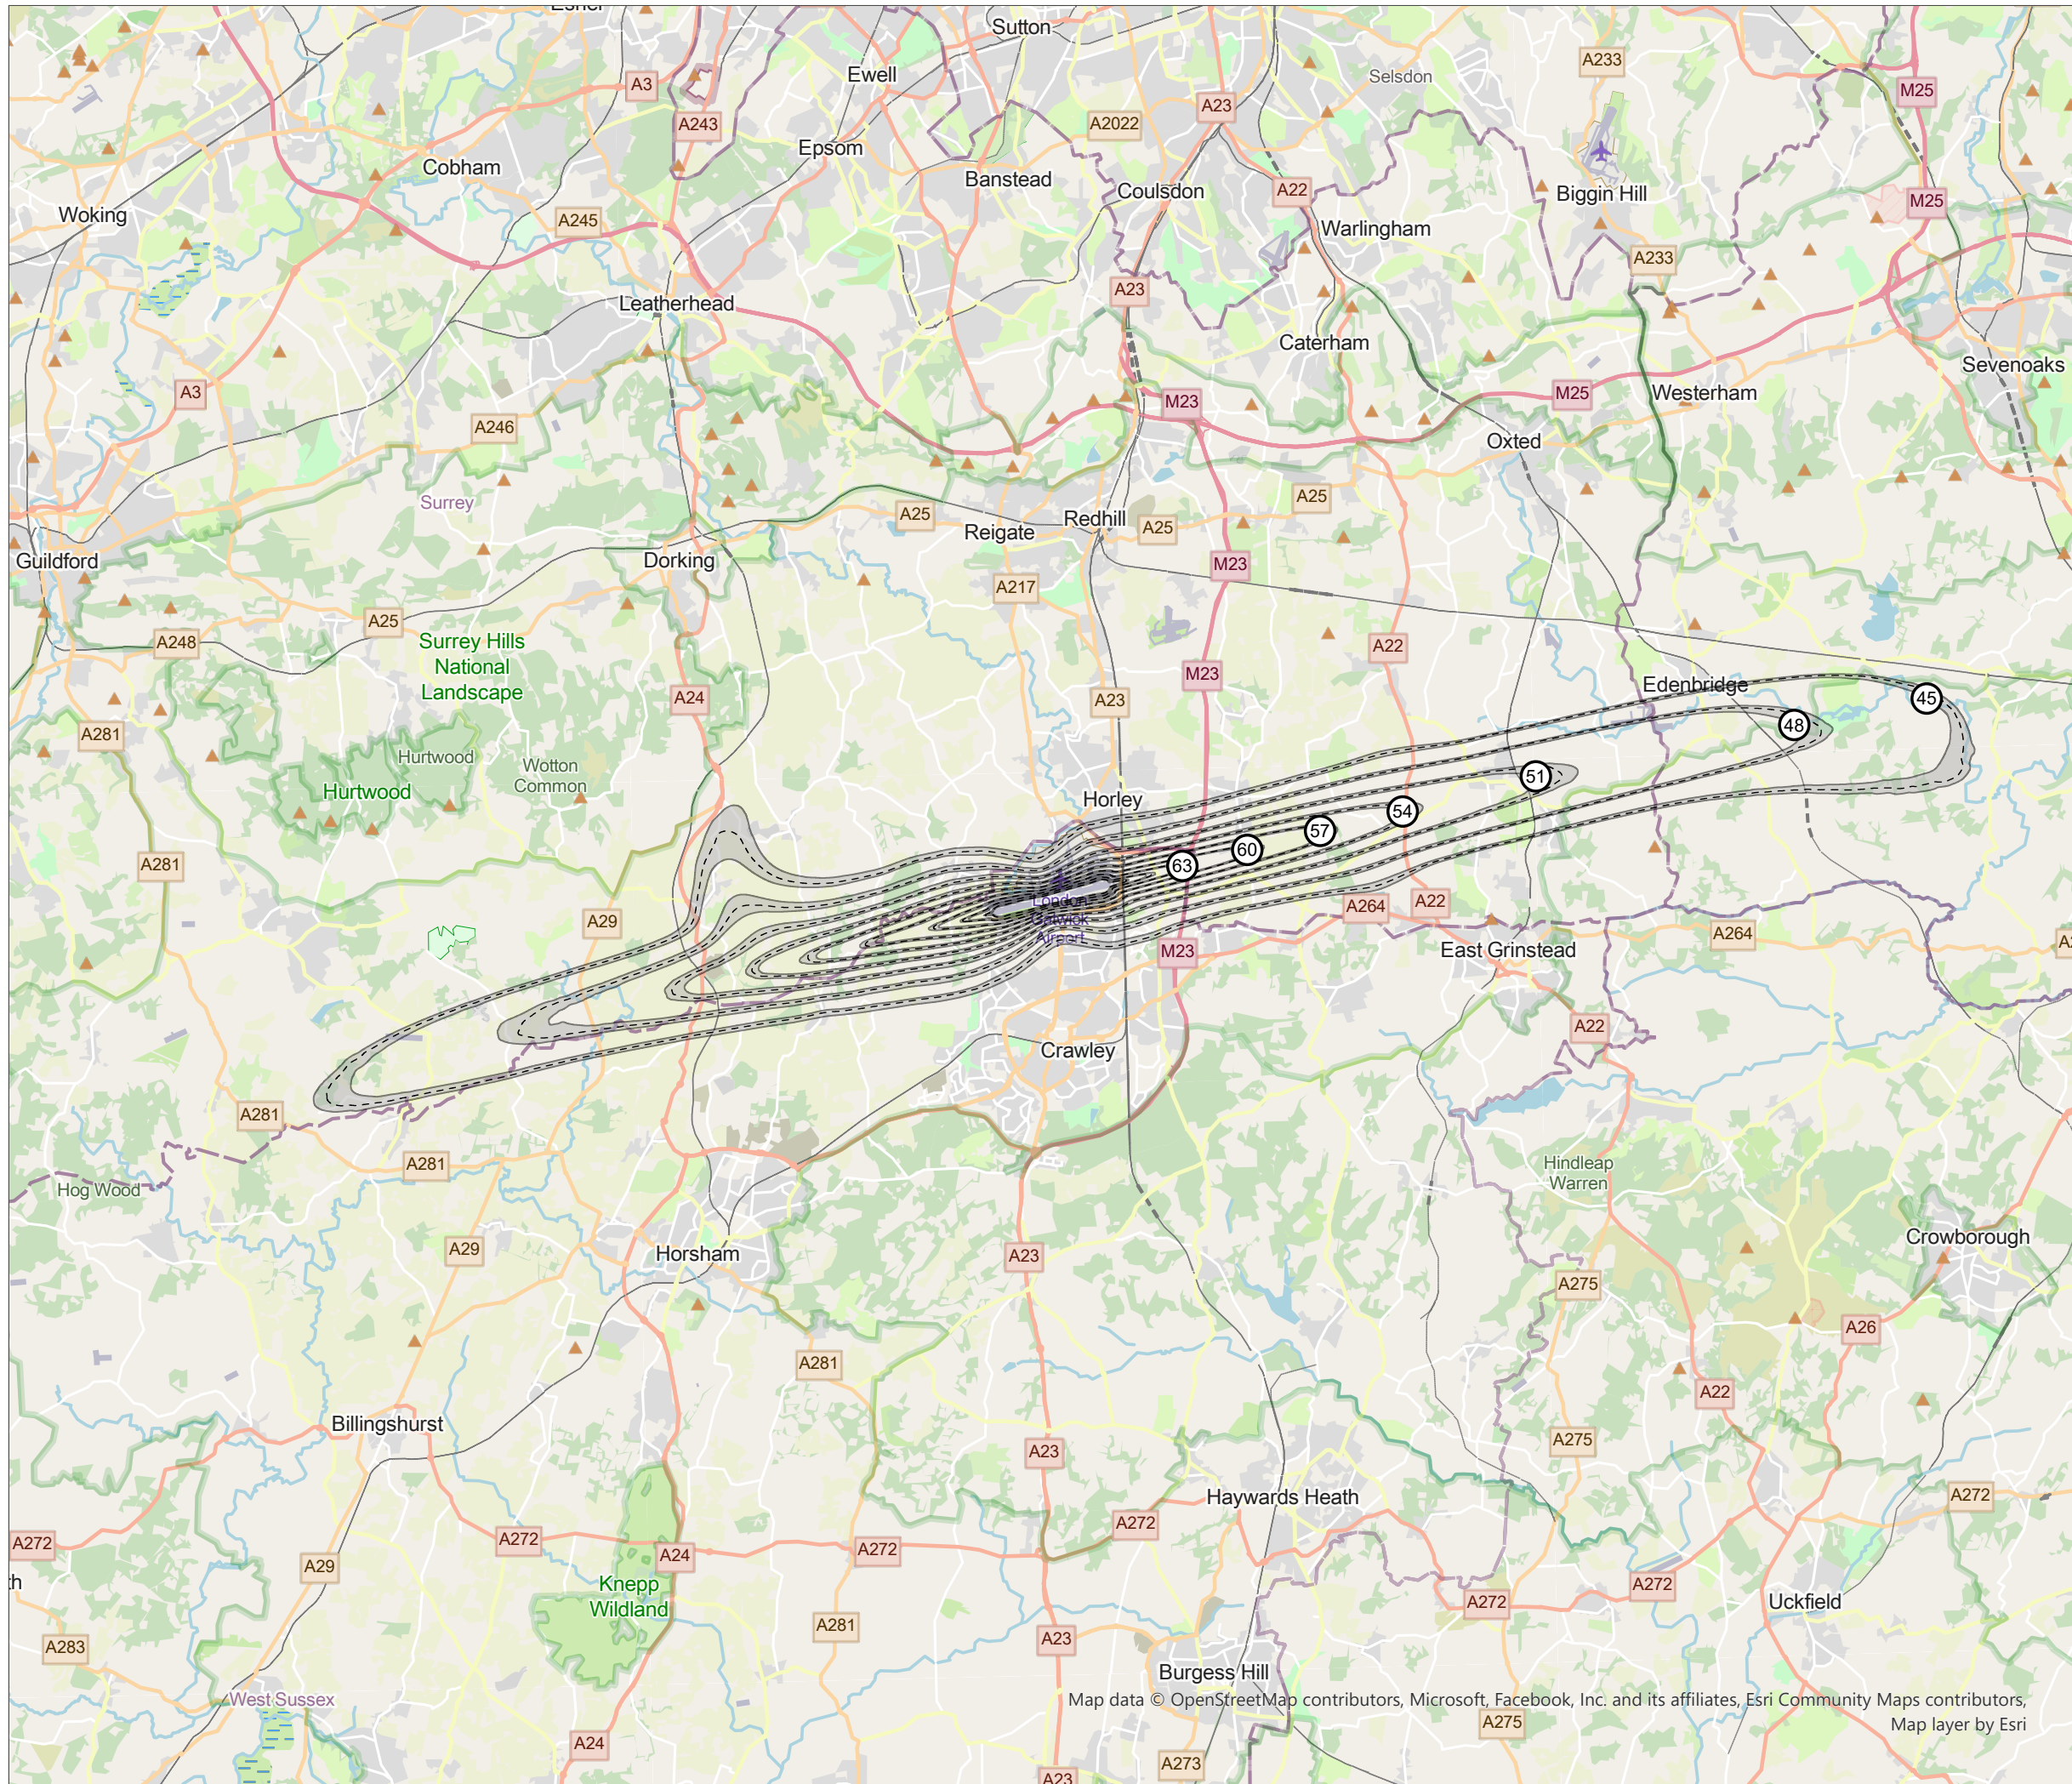 Esher
Sutton
Ewell
A233
Selsdon
A3
M25
A23
A243
A2022
Epsom
Cobham
Banstead
Coulsdon
A22
Biggin Hill
M25
Woking
A245
Warlingham
A233
A23
Leatherhead
Caterham
Sevenoaks
A3
M25
Westerham
M23
A246
Oxted
Surrey
A25
A25
Redhill
A25
Reigate
Guildford
Dorking
M23
A217
A25
A248
Surrey Hills
National
Landscape
A22
M23
Edenbridge
A24
A23
45
48
A281
Hurtwood
Wotton
Common
51
Hurtwood
Horley
54
57
60
63
A281
A29
London
Gatwick
Airport
A264
A22
A264
East Grinstead
M23
A22
Crawley
A281
A281
Hindleap
Warren
Hog Wood
Crowborough
A29
Horsham
A23
A275
A26
A281
A22
Billingshurst
A23
A275
Haywards Heath
A272
A272
A272
A272
A272
A24
A29
th
Knepp
Wildland
A272
A272
Uckfield
A281
A283
A23
Burgess Hill
West Sussex
Map data © OpenStreetMap contributors, Microsoft, Facebook, Inc. and its affiliates, Esri Community Maps contributors,
Map layer by Esri
A275
A24
A273
A23